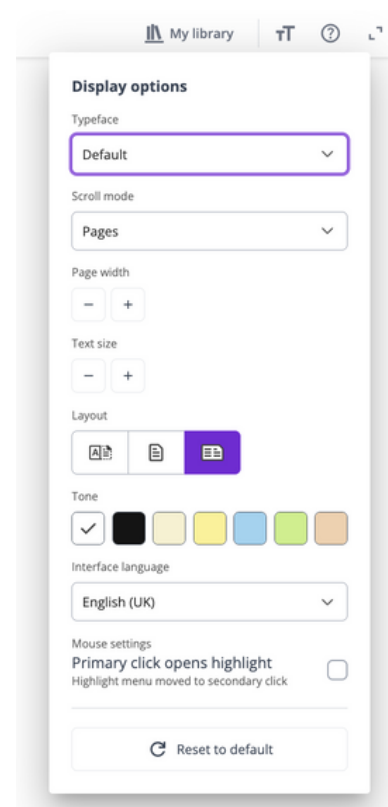 My library
TT
Display options
Typeface
Default
Scroll mode
Pages
Page width
− +
Text size
− +
Layout
A
Tone
Interface language
English (UK)
Mouse settings
Primary click opens highlight
Highlight menu moved to secondary click
Reset to default